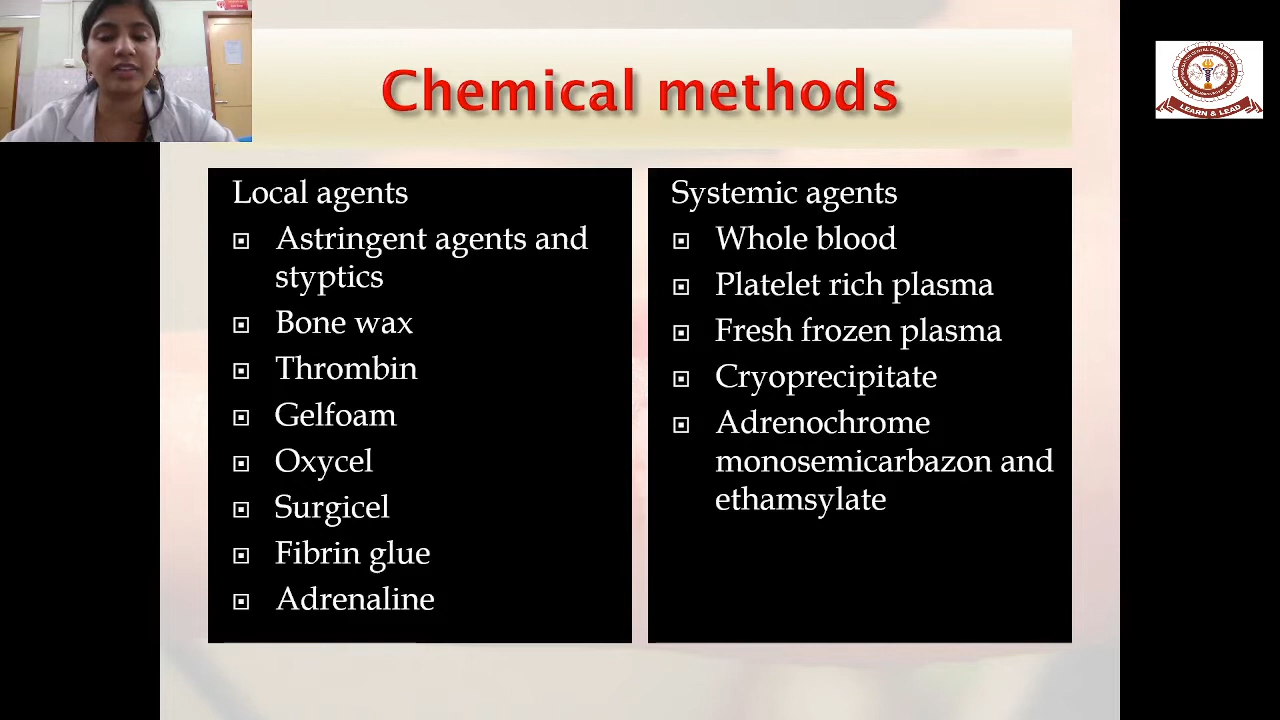 Chemical methods
Local agents
Astringent agents and
styptics
Bone wax
Thrombin
Gelfoam
Oxycel
Surgicel
Fibrin glue
Adrenaline
Systemic agents
Whole blood
Platelet rich plasma
Fresh frozen plasma
Cryoprecipitate
Adrenochrome
monosemicarbazon and
ethamsylate
LEARN & LEAD